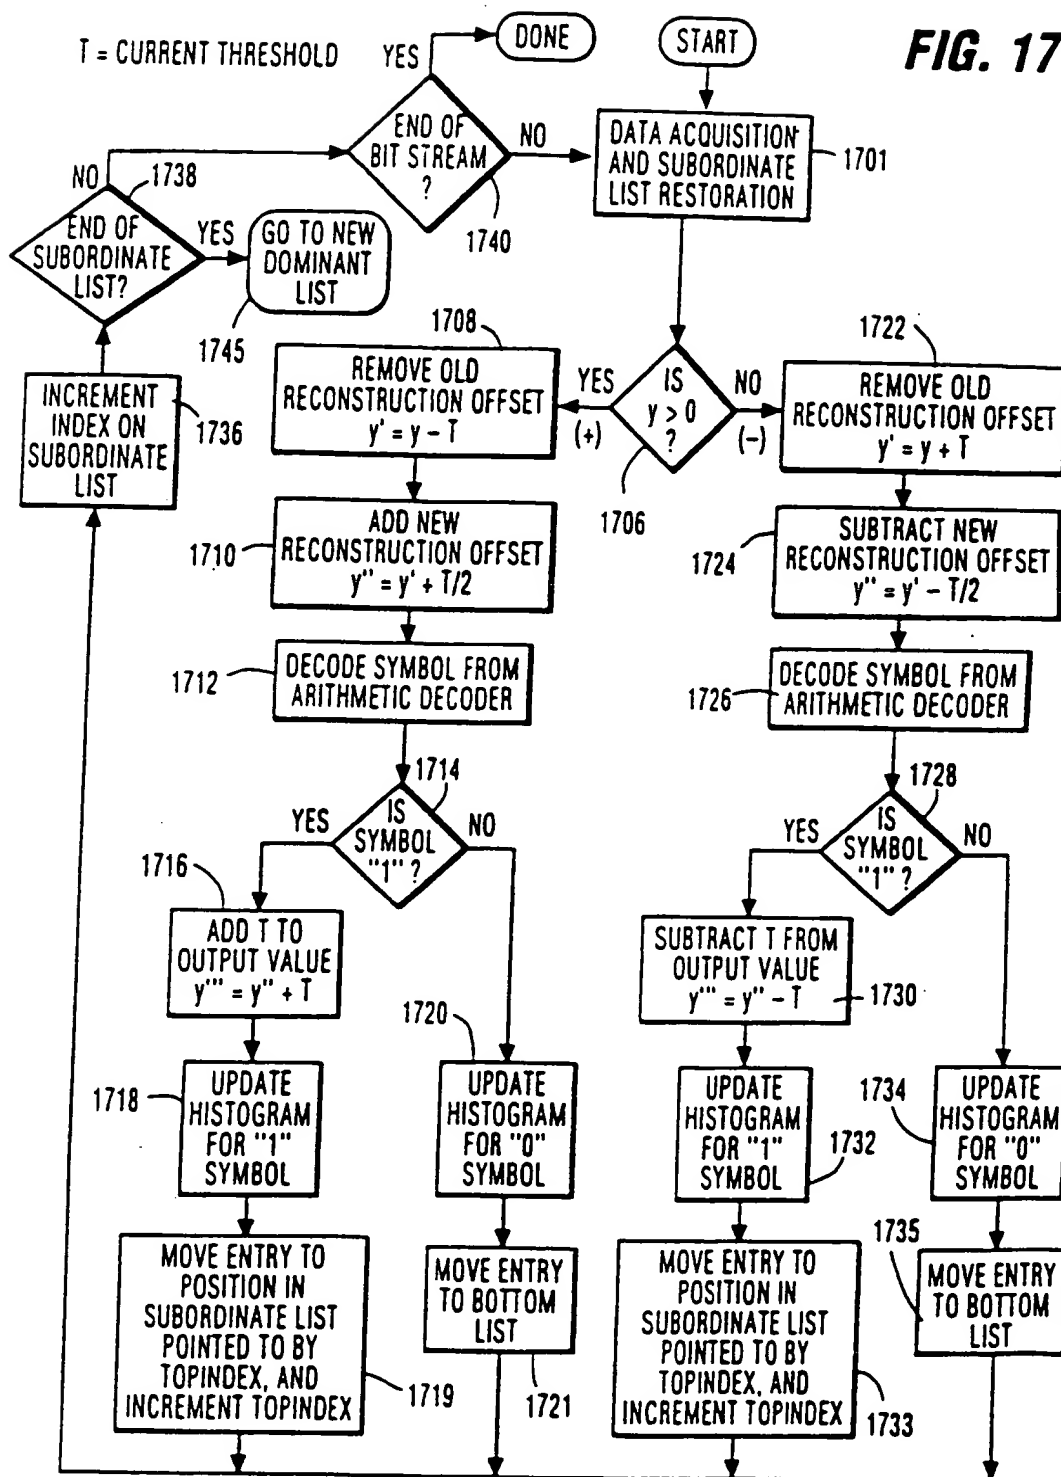 FIG. 17
T = CURRENT THRESHOLD
YES
DONE
START
END OF
BIT STREAM
?
NO
1740
DATA ACQUISITION
AND SUBORDINATE
LIST RESTORATION
1701
NO
1738
END OF
SUBORDINATE
LIST?
YES
GO TO NEW
DOMINANT
LIST
1745
INCREMENT
INDEX ON
SUBORDINATE
LIST
1736
1708
REMOVE OLD
RECONSTRUCTION OFFSET
y' = y – T
YES
(+)
IS
y > 0
?
NO
(–)
1706
1722
REMOVE OLD
RECONSTRUCTION OFFSET
y' = y + T
1710
ADD NEW
RECONSTRUCTION OFFSET
y'' = y' + T/2
1724
SUBTRACT NEW
RECONSTRUCTION OFFSET
y'' = y' – T/2
1712
DECODE SYMBOL FROM
ARITHMETIC DECODER
1726
DECODE SYMBOL FROM
ARITHMETIC DECODER
1714
YES
IS
SYMBOL
"1" ?
NO
1728
YES
IS
SYMBOL
"1" ?
NO
1716
ADD T TO
OUTPUT VALUE
y''' = y'' + T
SUBTRACT T FROM
OUTPUT VALUE
y''' = y'' – T
1730
1718
UPDATE
HISTOGRAM
FOR "1"
SYMBOL
1720
UPDATE
HISTOGRAM
FOR "0"
SYMBOL
UPDATE
HISTOGRAM
FOR "1"
SYMBOL
1732
1734
UPDATE
HISTOGRAM
FOR "0"
SYMBOL
MOVE ENTRY TO
POSITION IN
SUBORDINATE LIST
POINTED TO BY
TOPINDEX, AND
INCREMENT TOPINDEX
1719
MOVE ENTRY
TO BOTTOM
LIST
1721
MOVE ENTRY TO
POSITION IN
SUBORDINATE LIST
POINTED TO BY
TOPINDEX, AND
INCREMENT TOPINDEX
1733
1735
MOVE ENTRY
TO BOTTOM
LIST